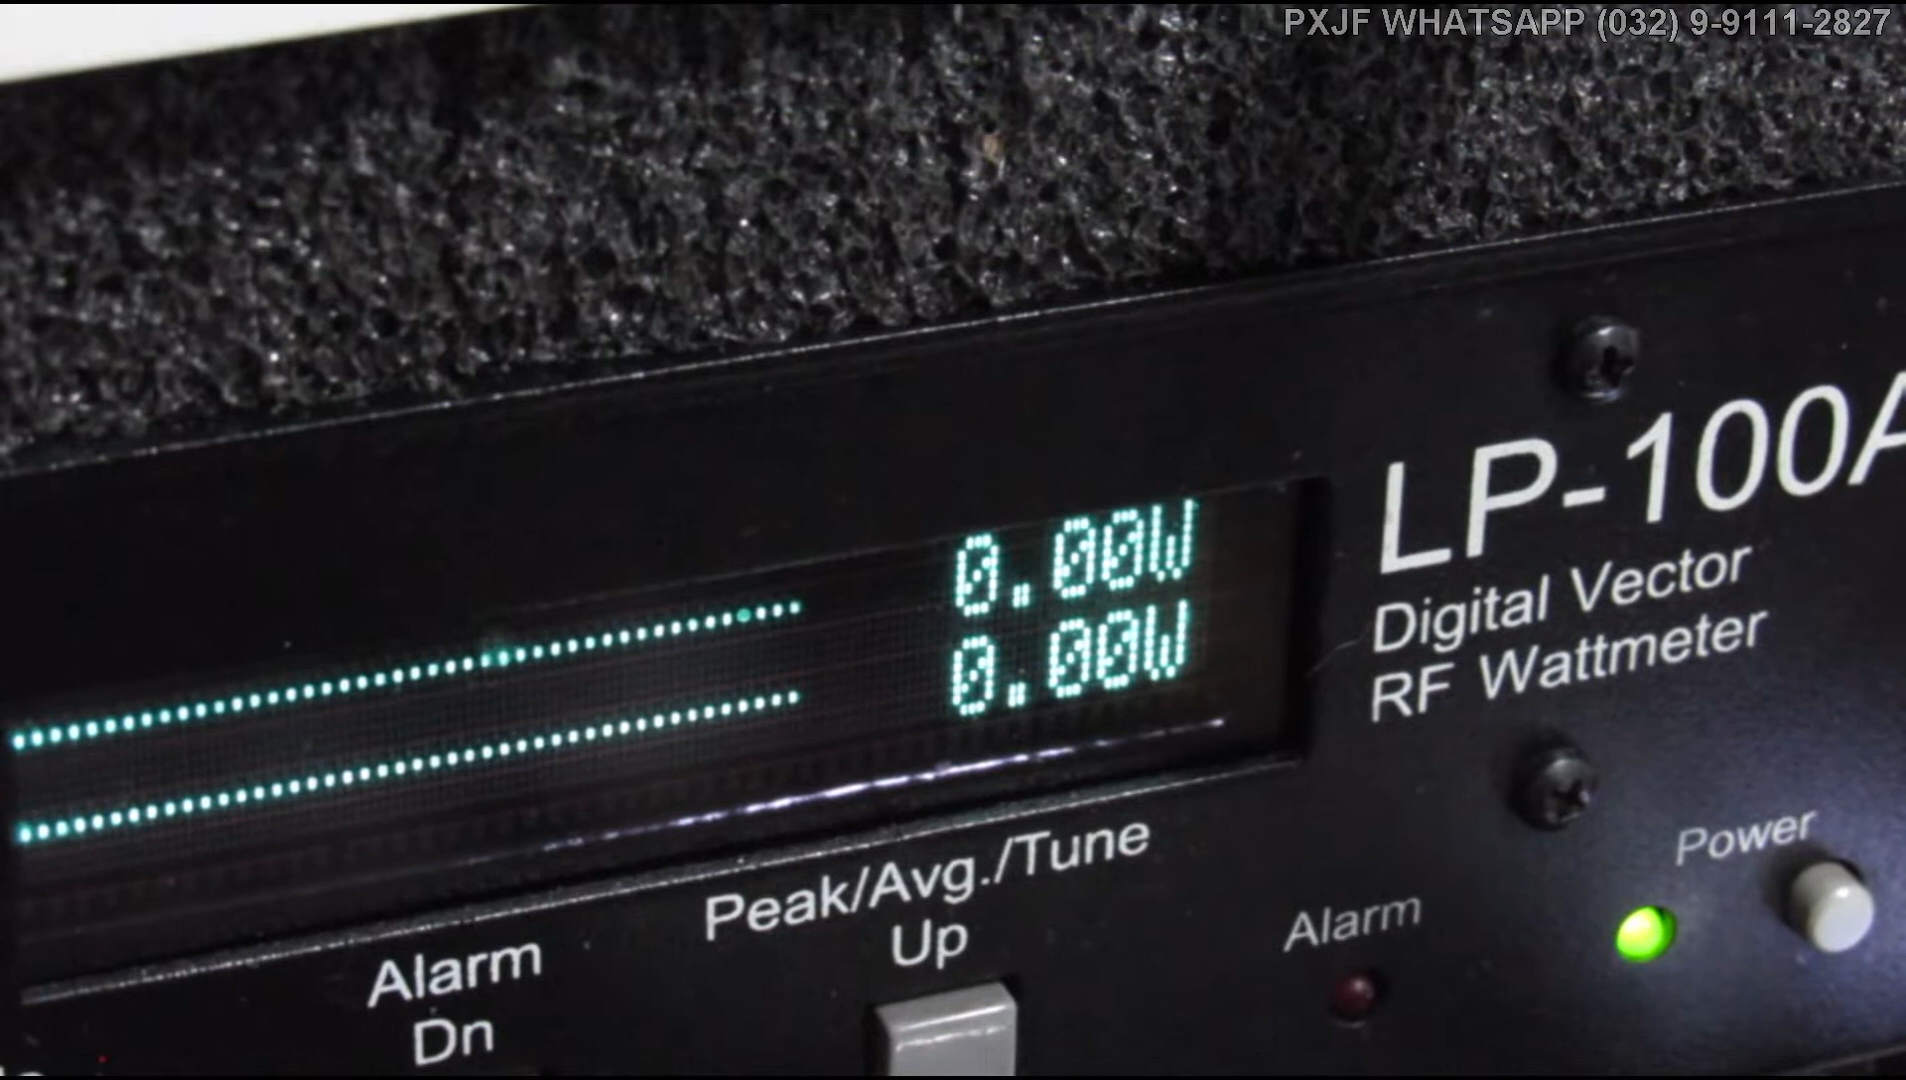 PXJF WHATSAPP (032) 9-9111-2827
0.00W
0.00W
LP-100A
Digital Vector
RF Wattmeter
Power
Peak/Avg./Tune
Up
Alarm
Alarm
Dn